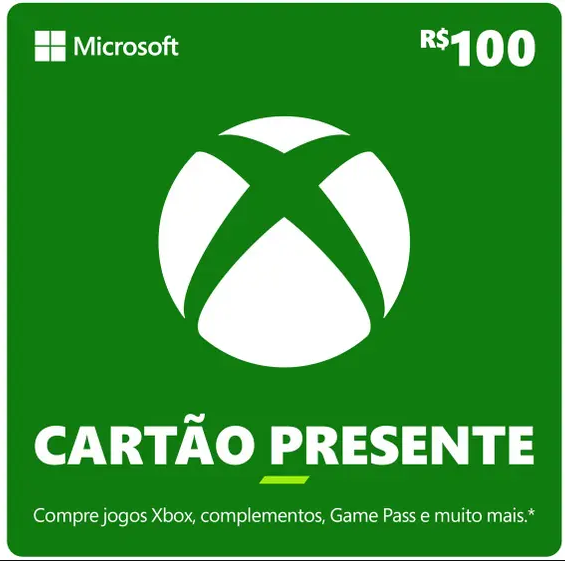 Microsoft
R$100
CARTÃO PRESENTE
Compre jogos Xbox, complementos, Game Pass e muito mais.*